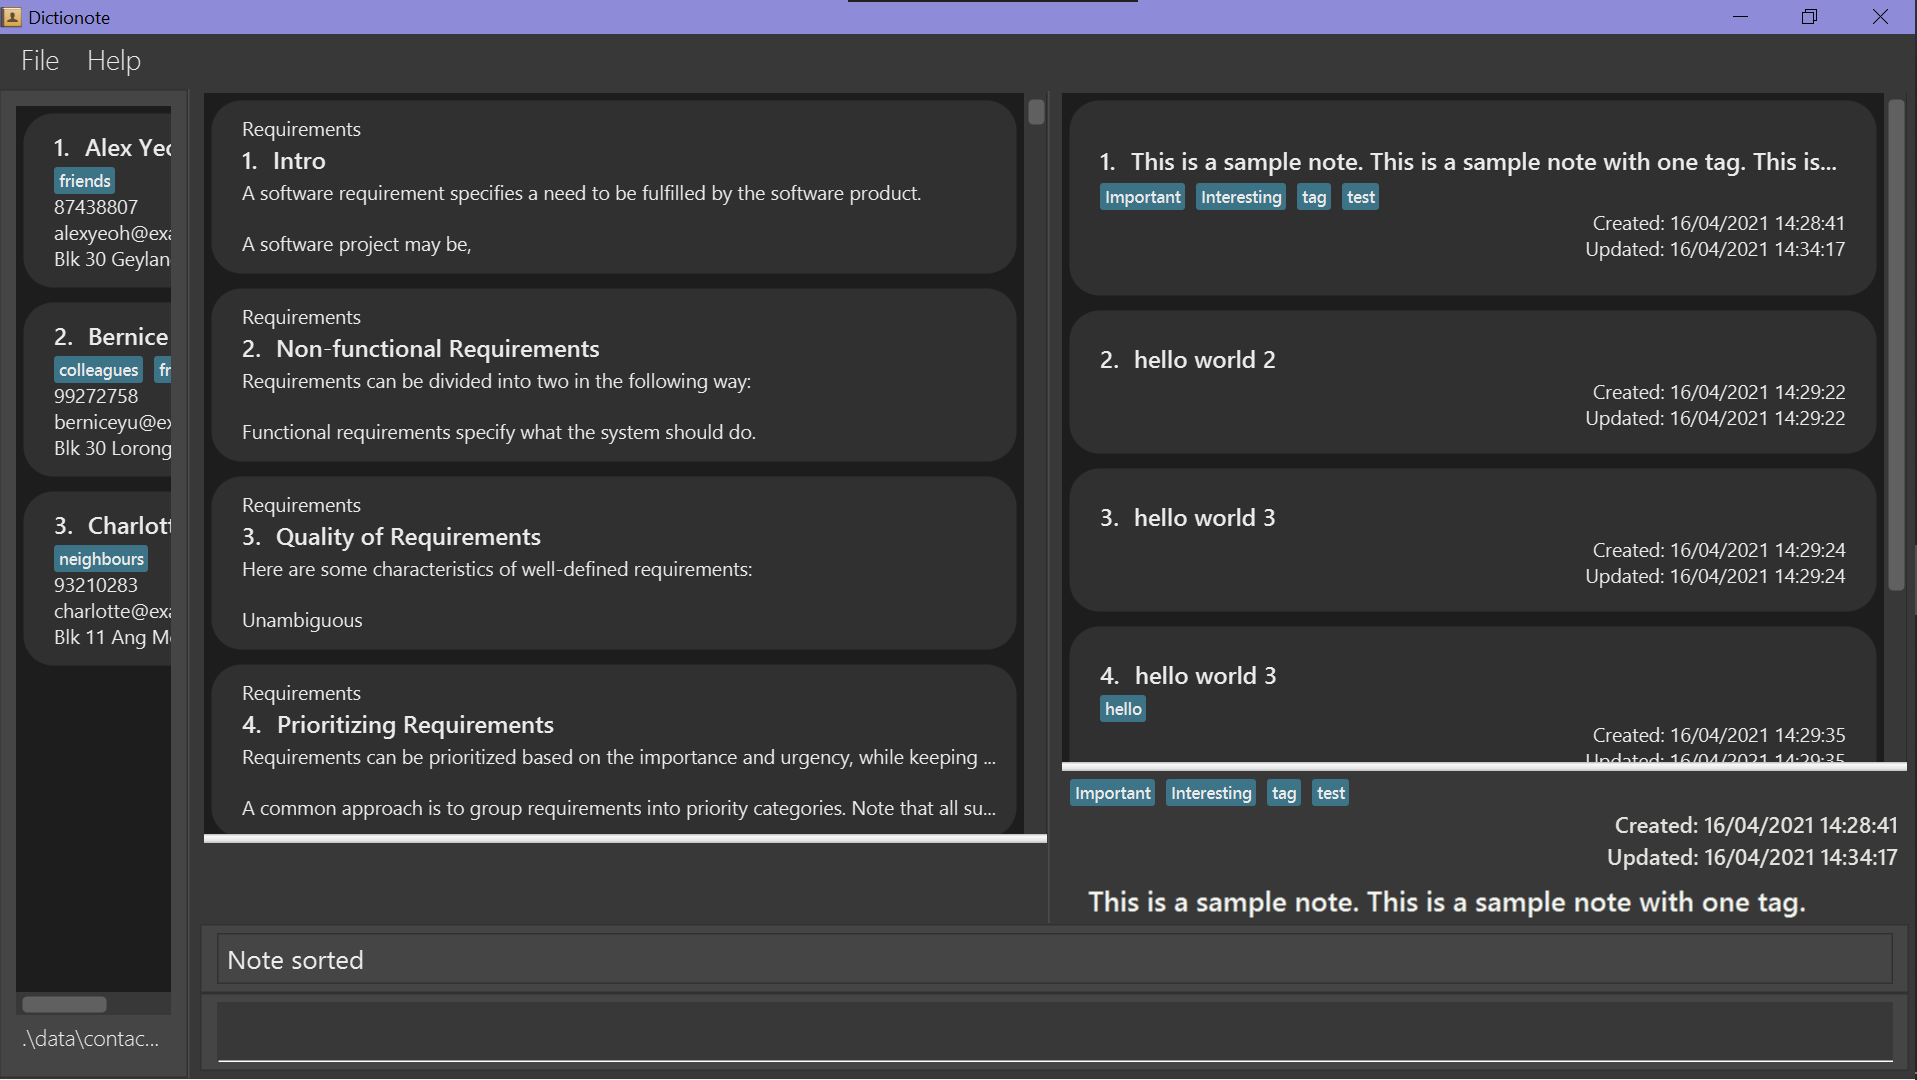 Dictionote
File Help
1. Alex Yeo
friends
87438807
alexyeoh@exa
Blk 30 Geylan
2. Bernice
colleagues fr
99272758
berniceyu@ex
Blk 30 Lorong
3. Charlott
neighbours
93210283
charlotte@exa
Blk 11 Ang Mo
.\data\contac...
Requirements
1. Intro
A software requirement specifies a need to be fulfilled by the software product.
A software project may be,
Requirements
2. Non-functional Requirements
Requirements can be divided into two in the following way:
Functional requirements specify what the system should do.
Requirements
3. Quality of Requirements
Here are some characteristics of well-defined requirements:
Unambiguous
Requirements
4. Prioritizing Requirements
Requirements can be prioritized based on the importance and urgency, while keeping ...
A common approach is to group requirements into priority categories. Note that all su...
1. This is a sample note. This is a sample note with one tag. This is...
Important Interesting tag test
Created: 16/04/2021 14:28:41
Updated: 16/04/2021 14:34:17
2. hello world 2
Created: 16/04/2021 14:29:22
Updated: 16/04/2021 14:29:22
3. hello world 3
Created: 16/04/2021 14:29:24
Updated: 16/04/2021 14:29:24
4. hello world 3
hello
Created: 16/04/2021 14:29:35
Updated: 16/04/2021 14:29:35
Important Interesting tag test
Created: 16/04/2021 14:28:41
Updated: 16/04/2021 14:34:17
This is a sample note. This is a sample note with one tag.
Note sorted